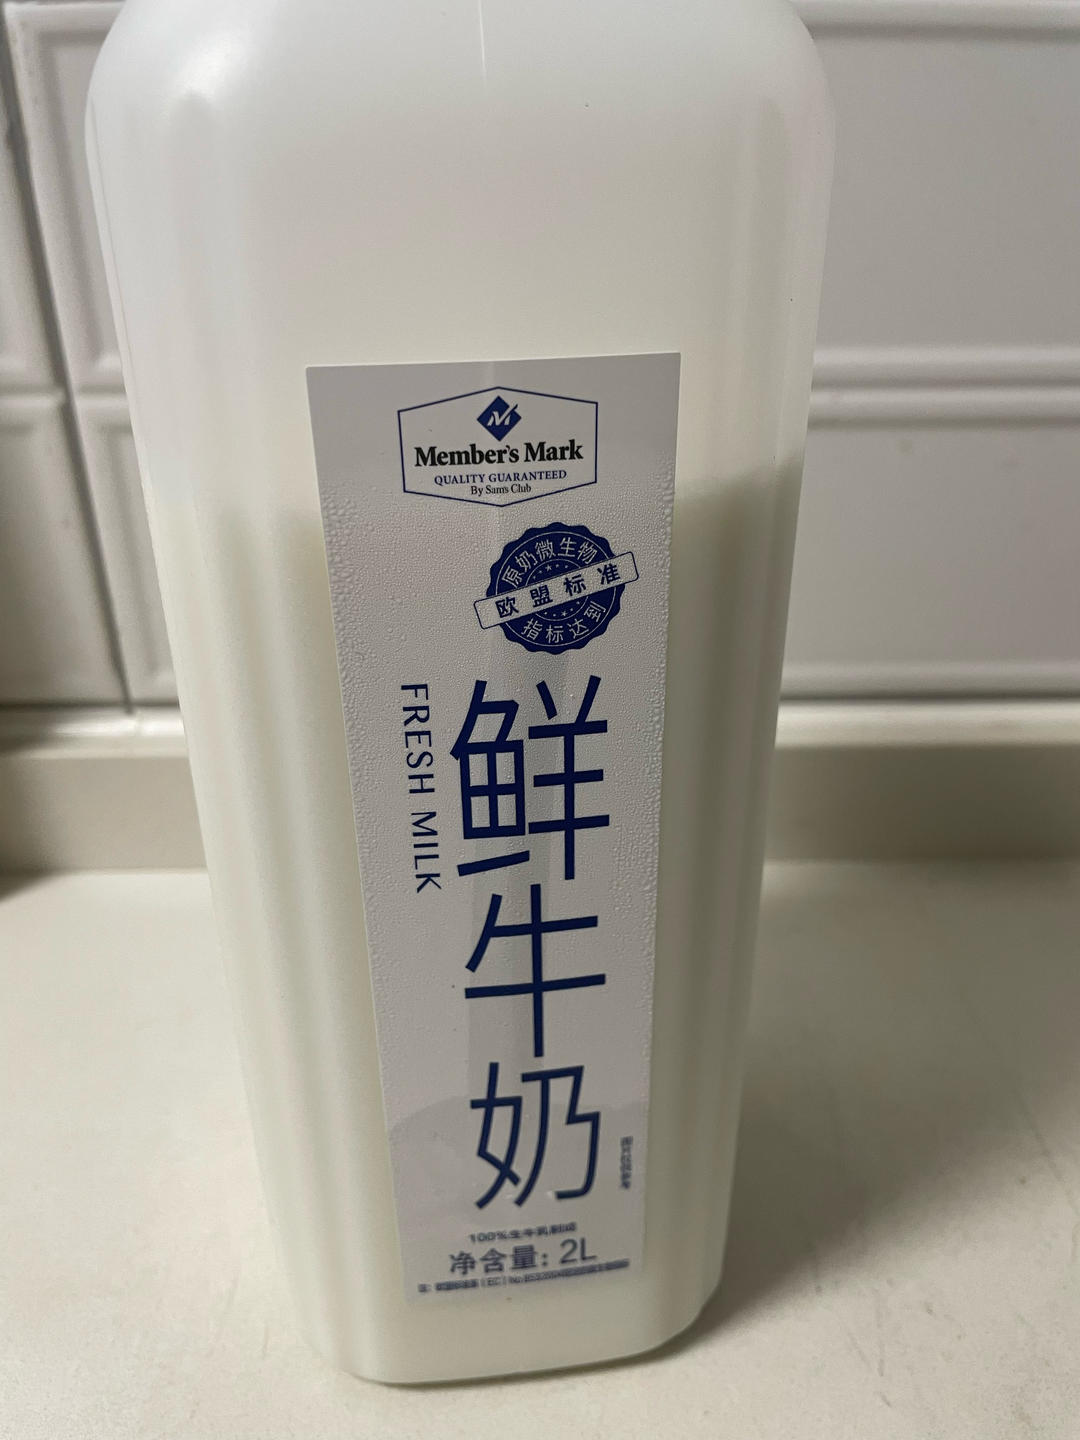 Member's Mark
QUALITY GUARANTEED
By Sam's Club
原奶微生物
欧盟标准
指标达到
鲜牛奶
FRESH MILK
100%生牛乳制成
净含量: 2L